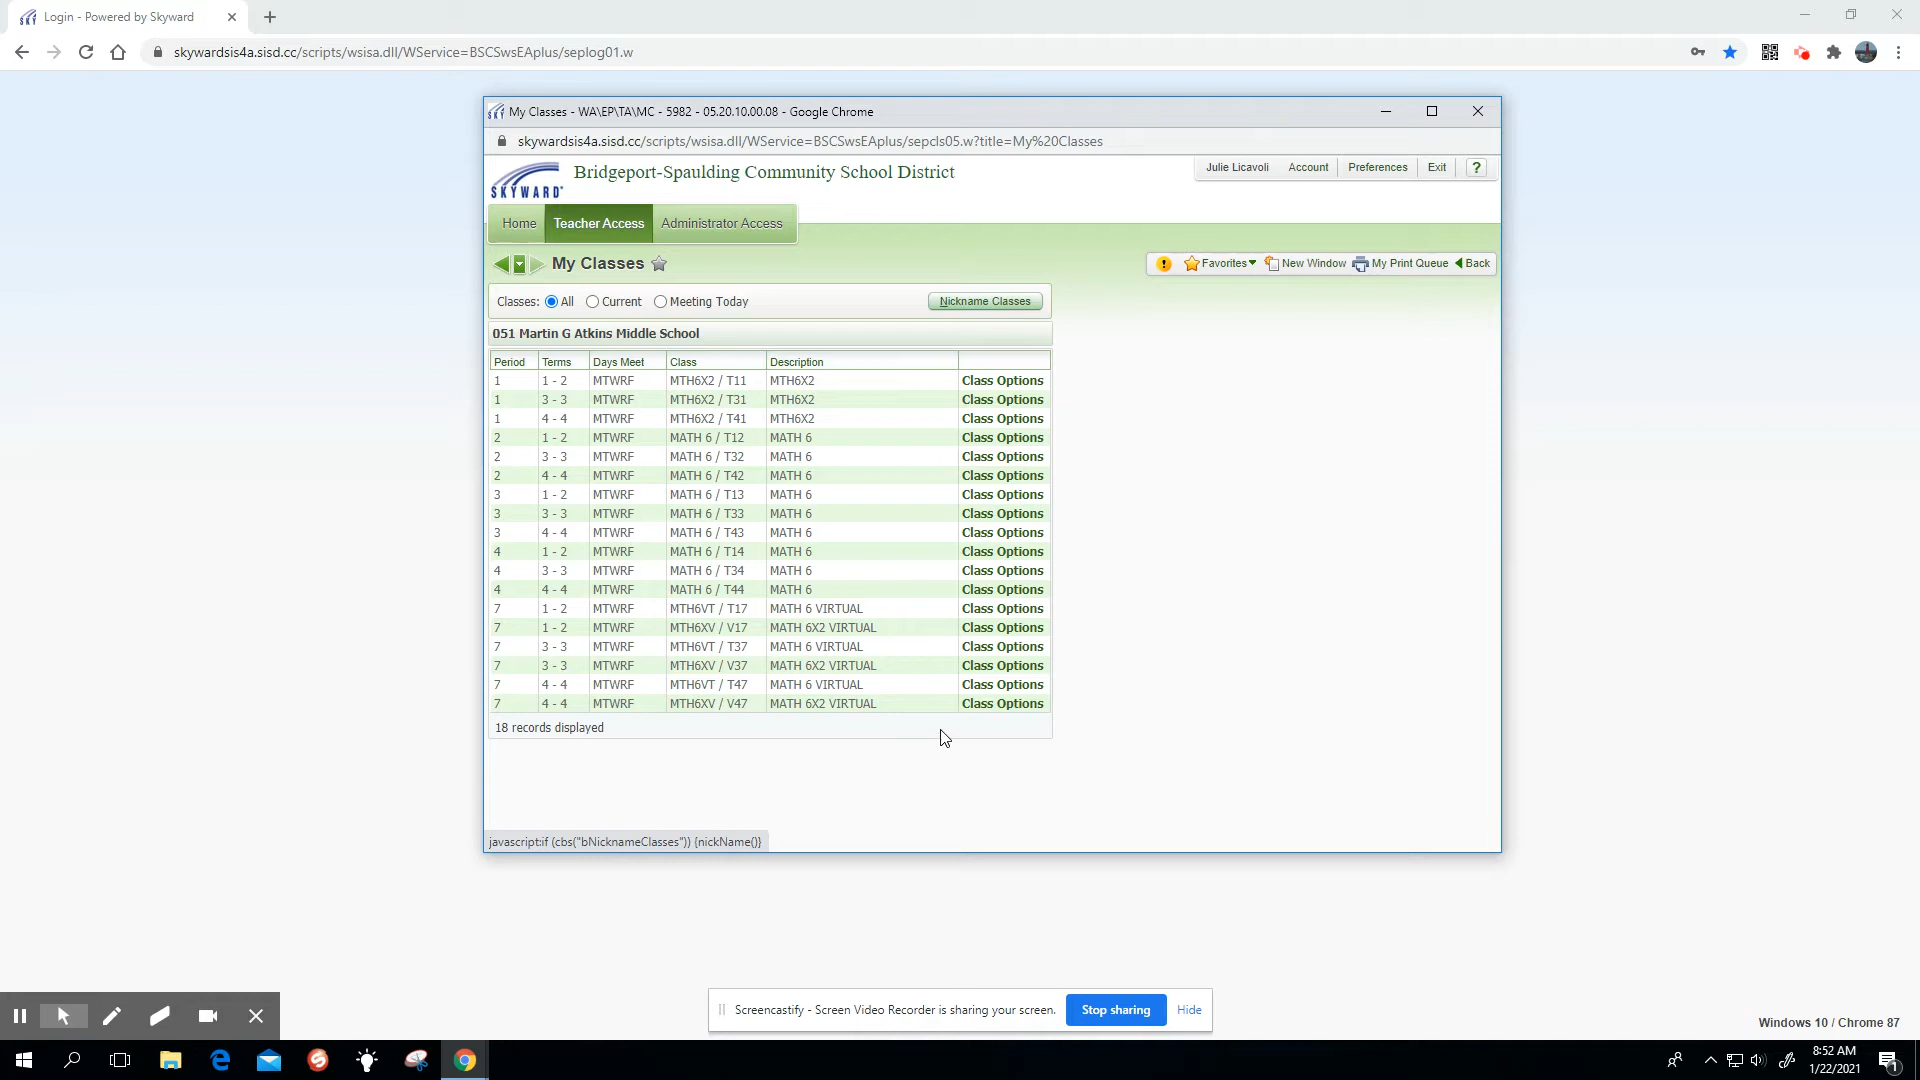 Login - Powered by Skyward
skywardsis4a.sisd.cc/scripts/wsisa.dll/WService=BSCSwsEAplus/seplog01.w
My Classes - WA\EP\TA\MC - 5982 - 05.20.10.00.08 - Google Chrome
skywardsis4a.sisd.cc/scripts/wsisa.dll/WService=BSCSwsEAplus/sepcls05.w?title=My%20Classes
SKYWARD Bridgeport-Spaulding Community School District Julie Licavoli Account Preferences Exit ?
Home Teacher Access Administrator Access
My Classes ! Favorites New Window My Print Queue Back
Classes: All Current Meeting Today Nickname Classes
051 Martin G Atkins Middle School
Period Terms Days Meet Class Description
1 1 - 2 MTWRF MTH6X2 / T11 MTH6X2 Class Options
1 3 - 3 MTWRF MTH6X2 / T31 MTH6X2 Class Options
1 4 - 4 MTWRF MTH6X2 / T41 MTH6X2 Class Options
2 1 - 2 MTWRF MATH 6 / T12 MATH 6 Class Options
2 3 - 3 MTWRF MATH 6 / T32 MATH 6 Class Options
2 4 - 4 MTWRF MATH 6 / T42 MATH 6 Class Options
3 1 - 2 MTWRF MATH 6 / T13 MATH 6 Class Options
3 3 - 3 MTWRF MATH 6 / T33 MATH 6 Class Options
3 4 - 4 MTWRF MATH 6 / T43 MATH 6 Class Options
4 1 - 2 MTWRF MATH 6 / T14 MATH 6 Class Options
4 3 - 3 MTWRF MATH 6 / T34 MATH 6 Class Options
4 4 - 4 MTWRF MATH 6 / T44 MATH 6 Class Options
7 1 - 2 MTWRF MTH6VT / T17 MATH 6 VIRTUAL Class Options
7 1 - 2 MTWRF MTH6XV / V17 MATH 6X2 VIRTUAL Class Options
7 3 - 3 MTWRF MTH6VT / T37 MATH 6 VIRTUAL Class Options
7 3 - 3 MTWRF MTH6XV / V37 MATH 6X2 VIRTUAL Class Options
7 4 - 4 MTWRF MTH6VT / T47 MATH 6 VIRTUAL Class Options
7 4 - 4 MTWRF MTH6XV / V47 MATH 6X2 VIRTUAL Class Options
18 records displayed
javascript:if (cbs("bNicknameClasses")) {nickName()}
Screencastify - Screen Video Recorder is sharing your screen. Stop sharing Hide
Windows 10 / Chrome 87
8:52 AM
1/22/2021
1